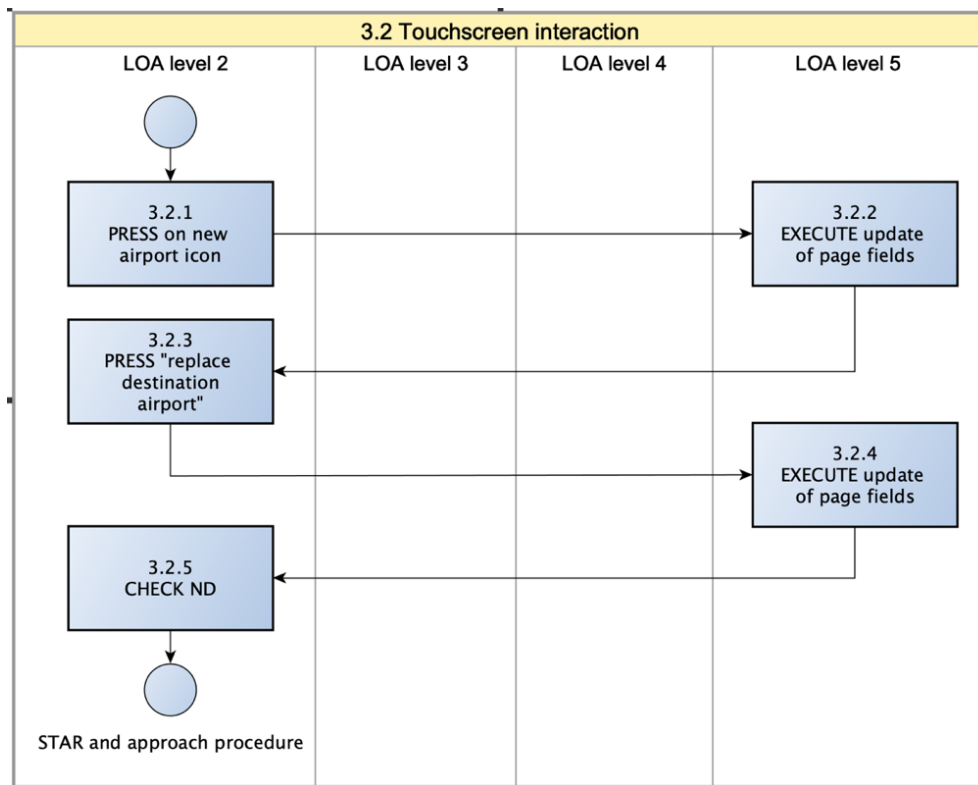 3.2 Touchscreen interaction
LOA level 2
LOA level 3
LOA level 4
LOA level 5
3.2.1
PRESS on new
airport icon
3.2.2
EXECUTE update
of page fields
3.2.3
PRESS "replace
destination
airport"
3.2.4
EXECUTE update
of page fields
3.2.5
CHECK ND
STAR and approach procedure